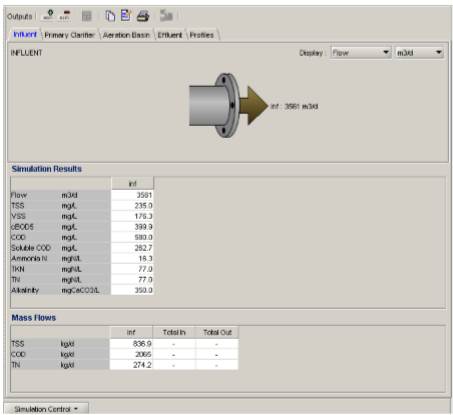 Outputs
Influent Primary Clarifier Aeration Basin Effluent Profiles
INFLUENT Display: Flow m3/d
inf : 3561 m3/d
Simulation Results
inf
Flow m3/d 3561
TSS mg/L 235.0
VSS mg/L 176.3
cBOD5 mg/L 399.9
COD mg/L 580.0
Soluble COD mg/L 262.7
Ammonia N mgN/L 16.3
TKN mgN/L 77.0
TN mgN/L 77.0
Alkalinity mgCaCO3/L 350.0
Mass Flows
inf Total In Total Out
TSS kg/d 836.9 - -
COD kg/d 2065 - -
TN kg/d 274.2 - -
Simulation Control